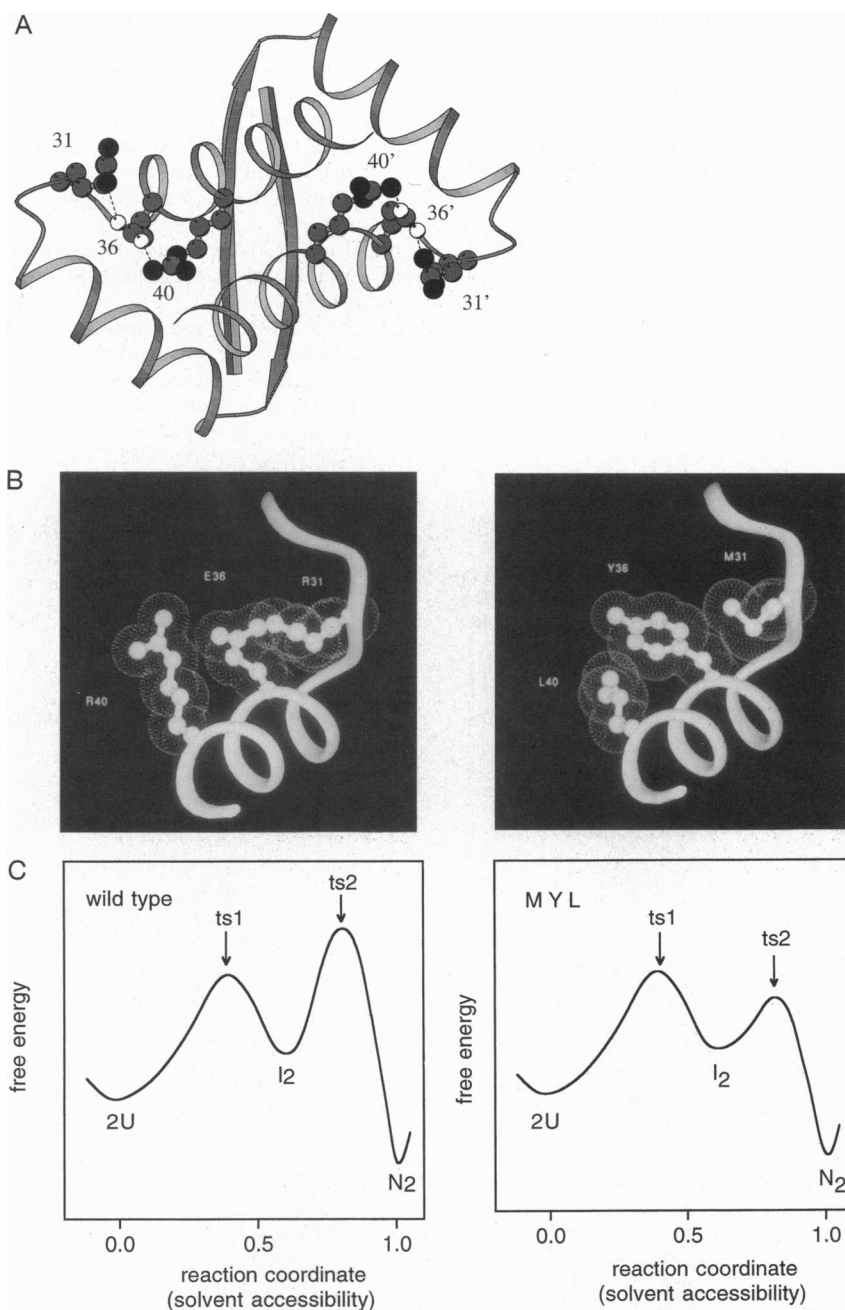 A
31
36
40
40'
36'
31'
B
E36
R31
R40
Y36
M31
L40
C
wild type
ts1
ts2
2U
I2
N2
free energy
0.0 0.5 1.0
reaction coordinate
(solvent accessibility)
M Y L
ts1
ts2
2U
I2
N2
free energy
0.0 0.5 1.0
reaction coordinate
(solvent accessibility)